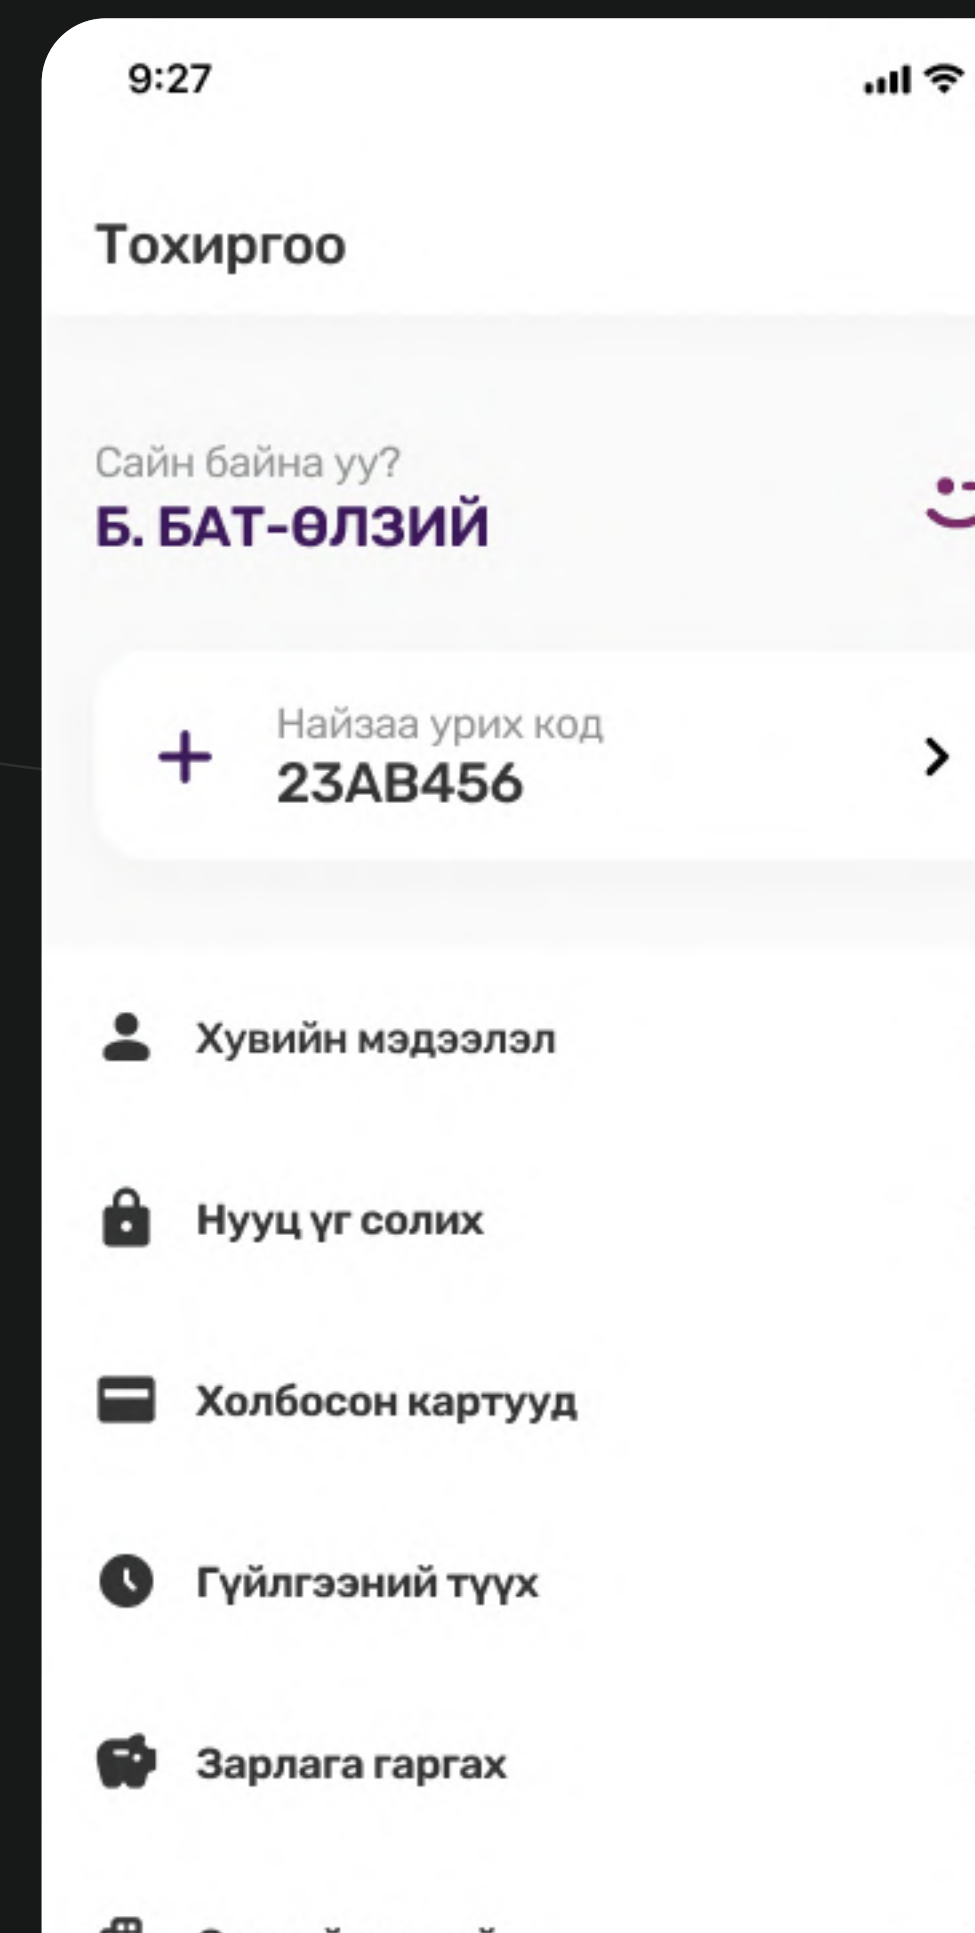 9:27
Тохиргоо
Сайн байна уу?
Б. БАТ-ӨЛЗИЙ
Найзаа урих код
23AB456
Хувийн мэдээлэл
Нууц үг солих
Холбосон картууд
Гүйлгээний түүх
Зарлага гаргах